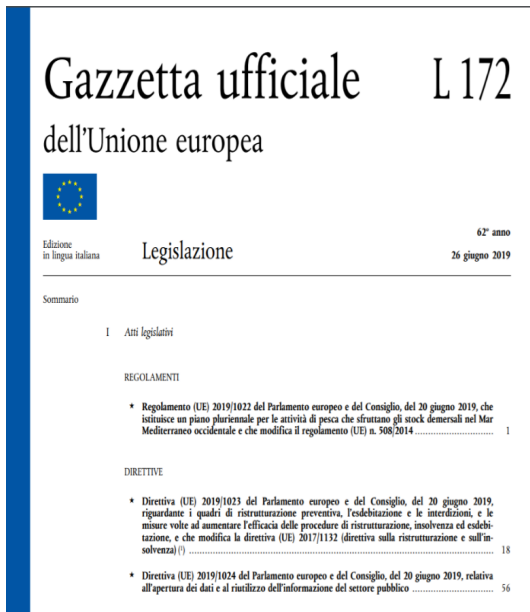 Gazzetta ufficiale L 172
dell'Unione europea
Edizione
in lingua italiana
Legislazione
62° anno
26 giugno 2019
Sommario
I Atti legislativi
REGOLAMENTI
★ Regolamento (UE) 2019/1022 del Parlamento europeo e del Consiglio, del 20 giugno 2019, che
istituisce un piano pluriennale per le attività di pesca che sfruttano gli stock demersali nel Mar
Mediterraneo occidentale e che modifica il regolamento (UE) n. 508/2014 .............................. 1
DIRETTIVE
★ Direttiva (UE) 2019/1023 del Parlamento europeo e del Consiglio, del 20 giugno 2019,
riguardante i quadri di ristrutturazione preventiva, l'esdebitazione e le interdizioni, e le
misure volte ad aumentare l'efficacia delle procedure di ristrutturazione, insolvenza ed esdebi-
tazione, e che modifica la direttiva (UE) 2017/1132 (direttiva sulla ristrutturazione e sull'in-
solvenza) (¹) .............................................................................................................. 18
★ Direttiva (UE) 2019/1024 del Parlamento europeo e del Consiglio, del 20 giugno 2019, relativa
all'apertura dei dati e al riutilizzo dell'informazione del settore pubblico ............................... 56